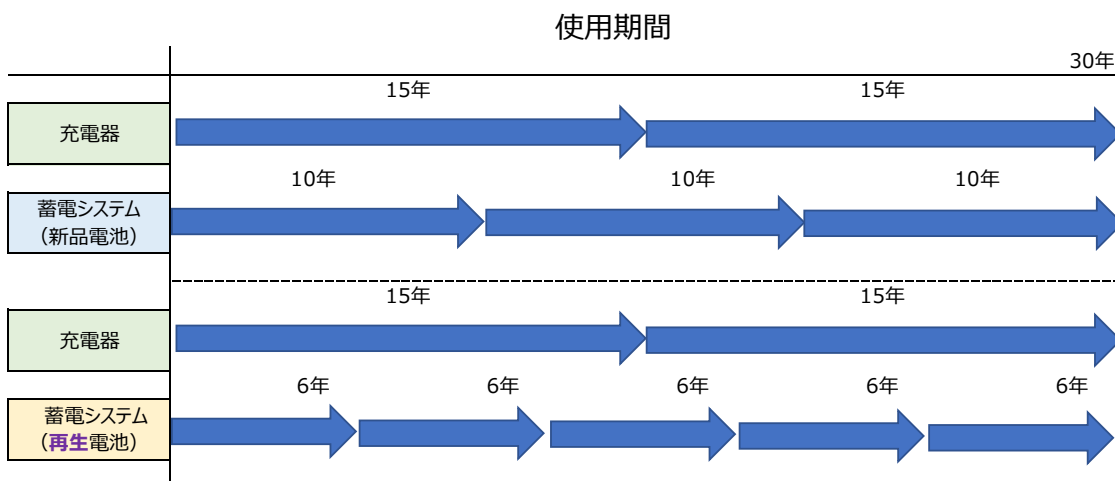 使用期間
30年
15年 15年
充電器
10年 10年 10年
蓄電システム
（新品電池）
15年 15年
充電器
6年 6年 6年 6年 6年
蓄電システム
（再生電池）